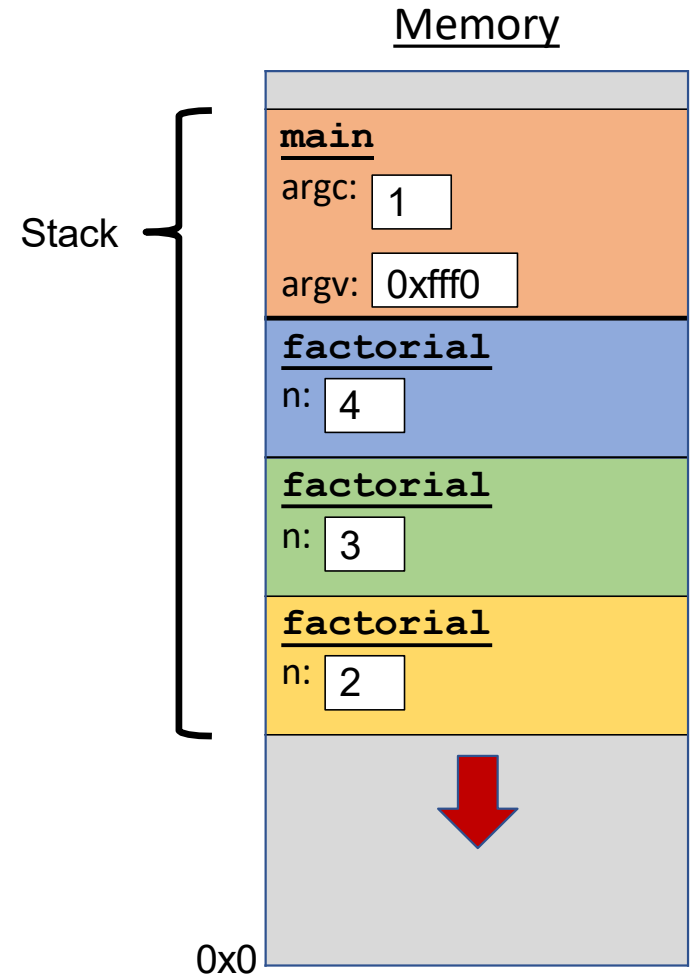 Memory
main
argc: 1
Stack
argv: 0xfff0
factorial
n: 4
factorial
n: 3
factorial
n: 2
0x0